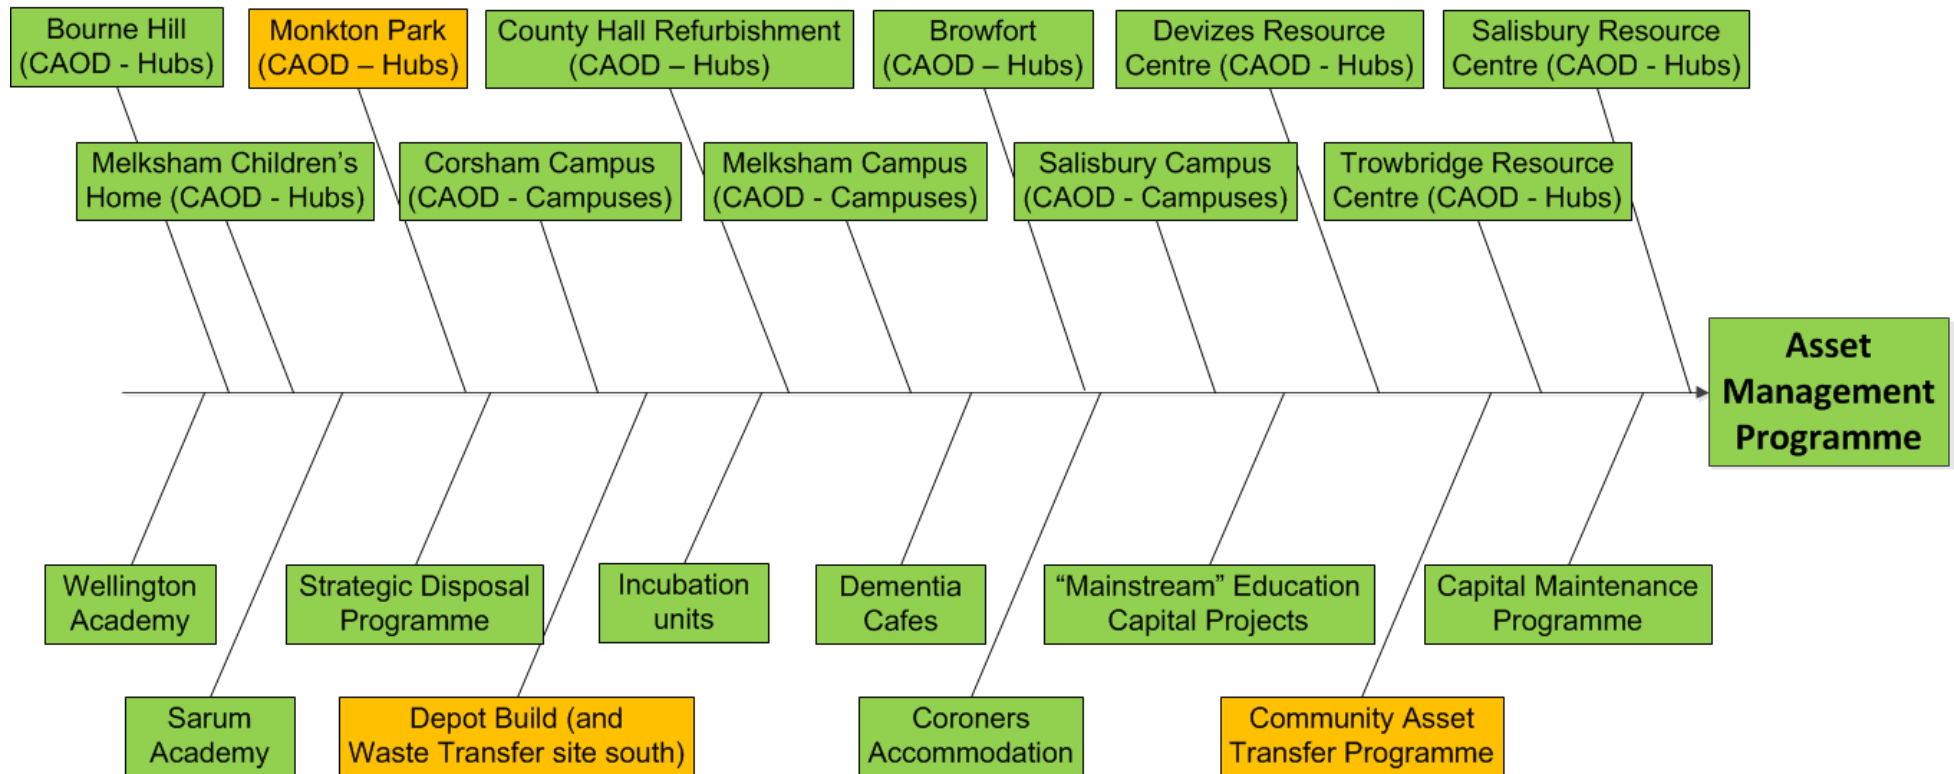 Bourne Hill
(CAOD - Hubs)
Monkton Park
(CAOD – Hubs)
County Hall Refurbishment
(CAOD – Hubs)
Browfort
(CAOD – Hubs)
Devizes Resource
Centre (CAOD - Hubs)
Salisbury Resource
Centre (CAOD - Hubs)
Melksham Children's
Home (CAOD - Hubs)
Corsham Campus
(CAOD - Campuses)
Melksham Campus
(CAOD - Campuses)
Salisbury Campus
(CAOD - Campuses)
Trowbridge Resource
Centre (CAOD - Hubs)
Asset
Management
Programme
Wellington
Academy
Strategic Disposal
Programme
Incubation
units
Dementia
Cafes
“Mainstream” Education
Capital Projects
Capital Maintenance
Programme
Sarum
Academy
Depot Build (and
Waste Transfer site south)
Coroners
Accommodation
Community Asset
Transfer Programme